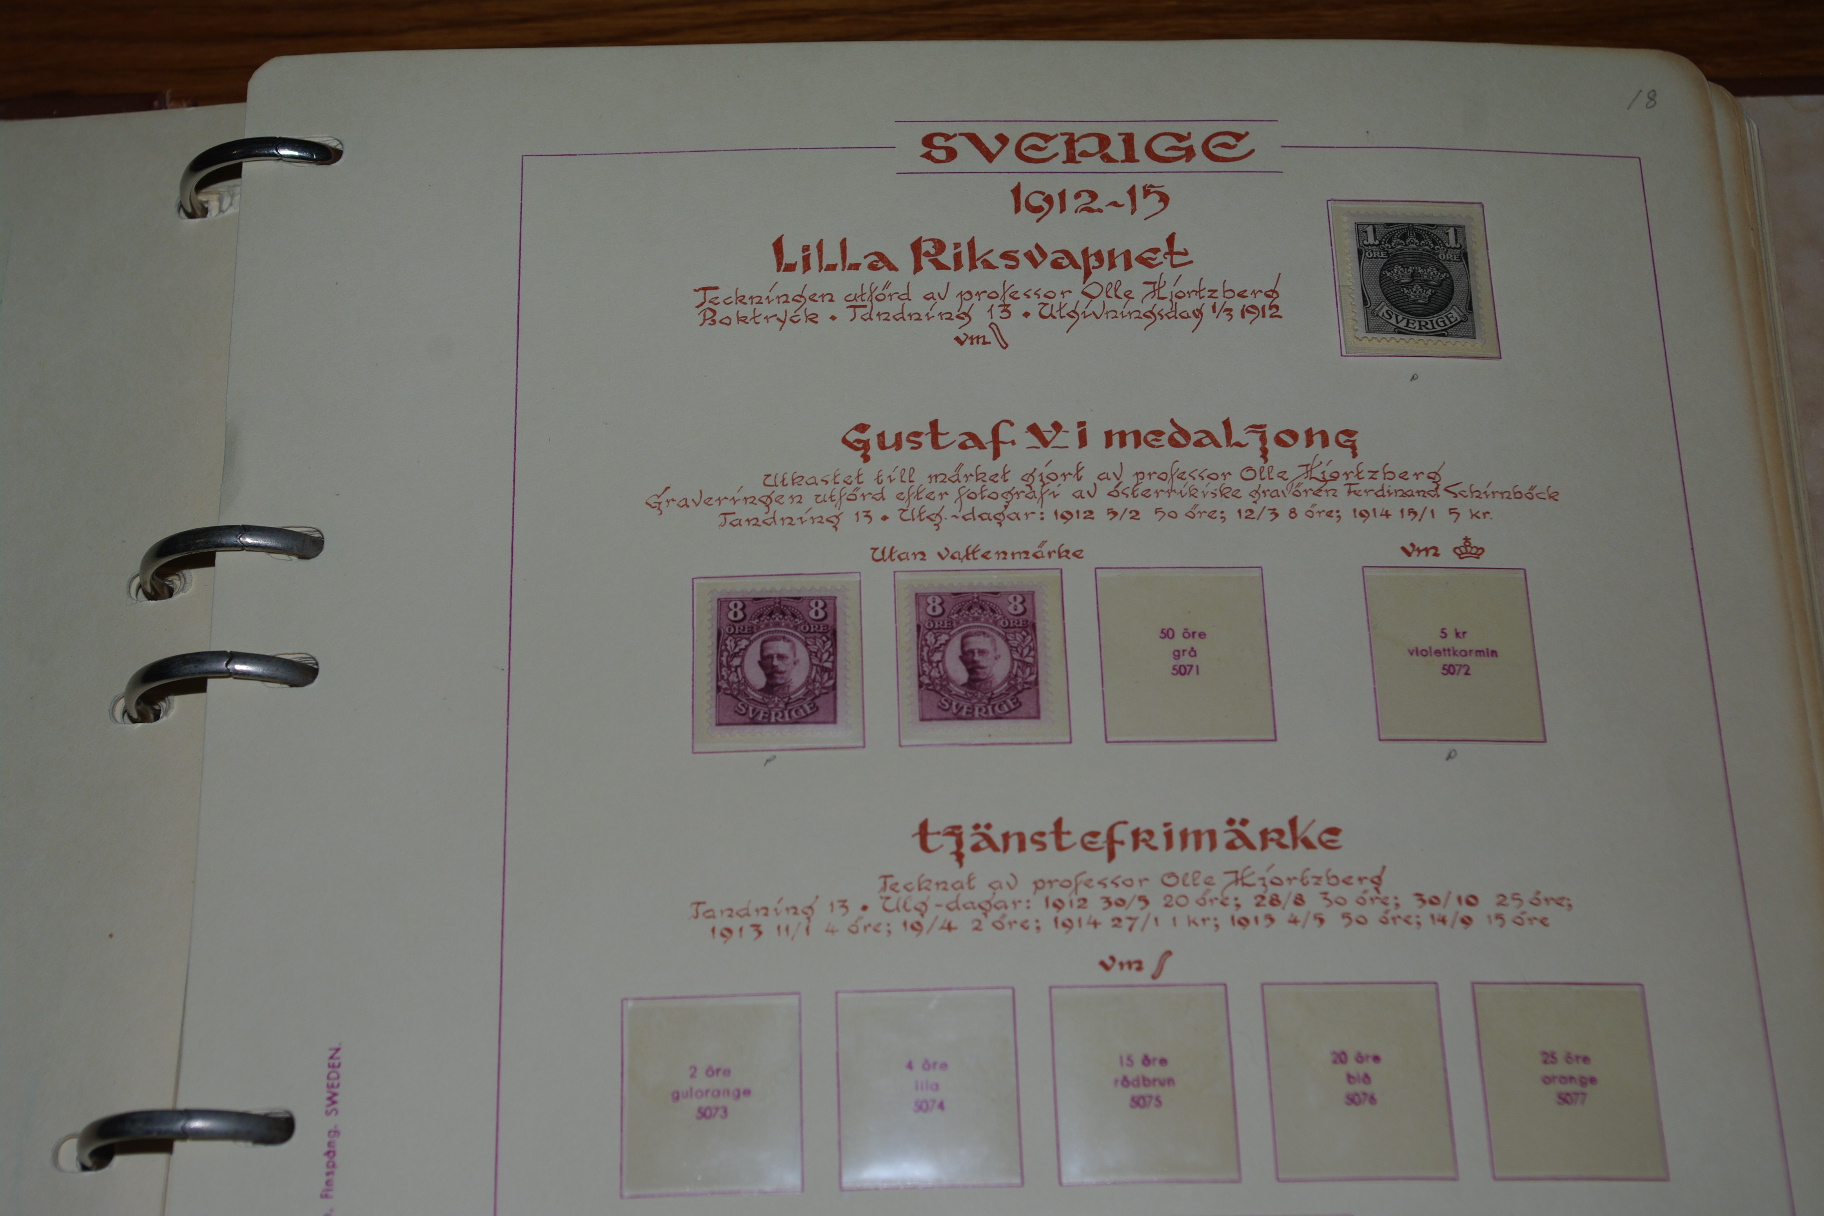 18
SVERIGE
1912-15
Lilla Riksvapnet
Teckningen utförd av professor Olle Hjortzberg
Boktryck • Tandning 13 • Utgivningsdag 1/3 1912
vm
1 1
ÖRE ÖRE
SVERIGE
Gustaf V i medaljong
Utkastet till märket gjort av professor Olle Hjortzberg
Graveringen utförd efter fotografi av österrikiske gravören Ferdinand Schirnböck
Tandning 13 • Utg.-dagar: 1912 5/2 50 öre; 12/3 8 öre; 1914 15/1 5 kr.
Utan vattenmärke
vm
8 8
ÖRE ÖRE
SVERIGE
8 8
ÖRE ÖRE
SVERIGE
50 öre
grå
5071
5 kr
violettkarmin
5072
tjänstefrimärke
Tecknat av professor Olle Hjortzberg
Tandning 13 • Utg-dagar: 1912 30/5 20 öre; 28/8 30 öre; 30/10 25 öre;
1913 11/1 4 öre; 19/4 2 öre; 1914 27/1 1 kr; 1915 4/5 50 öre; 14/9 15 öre
vm
2 öre
gulorange
5073
4 öre
lila
5074
15 öre
rödbrun
5075
20 öre
blå
5076
25 öre
orange
5077
Finspång. SWEDEN.